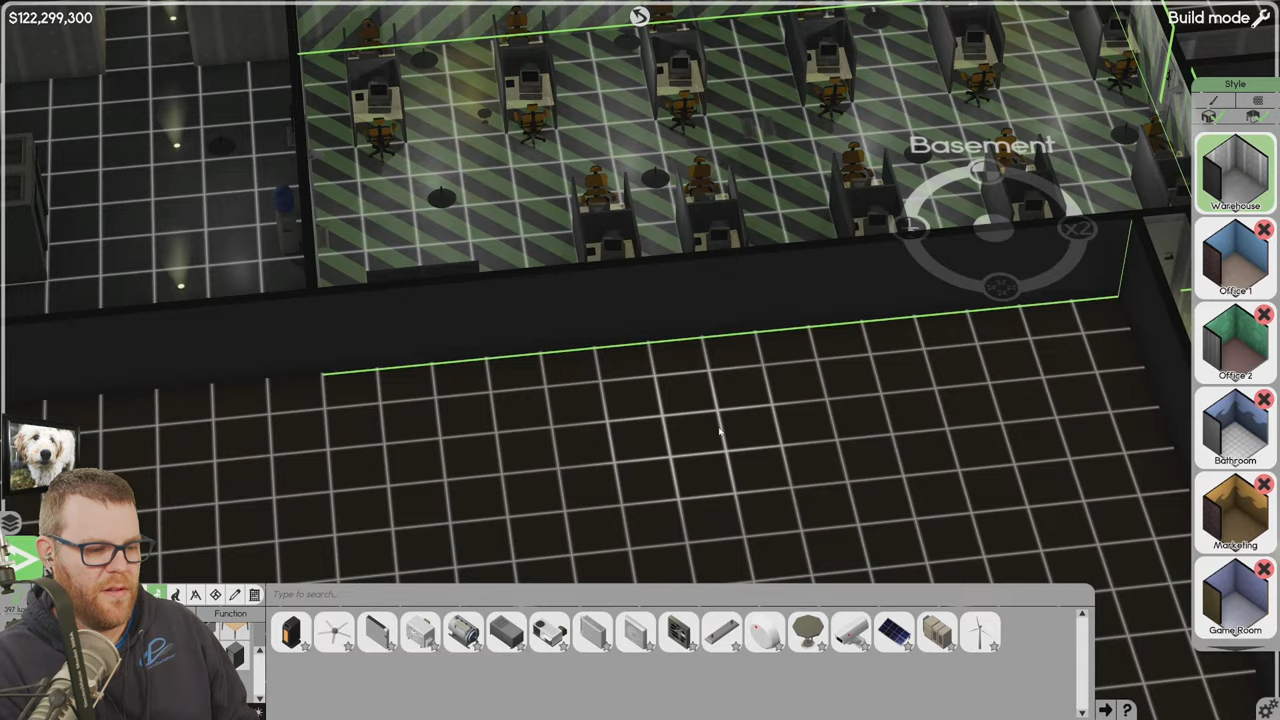 $122,299,300
Build mode
Style
Basement
x2
Warehouse
Office 1
Office 2
Bathroom
Marketing
Game Room
Type to search...
Function
?